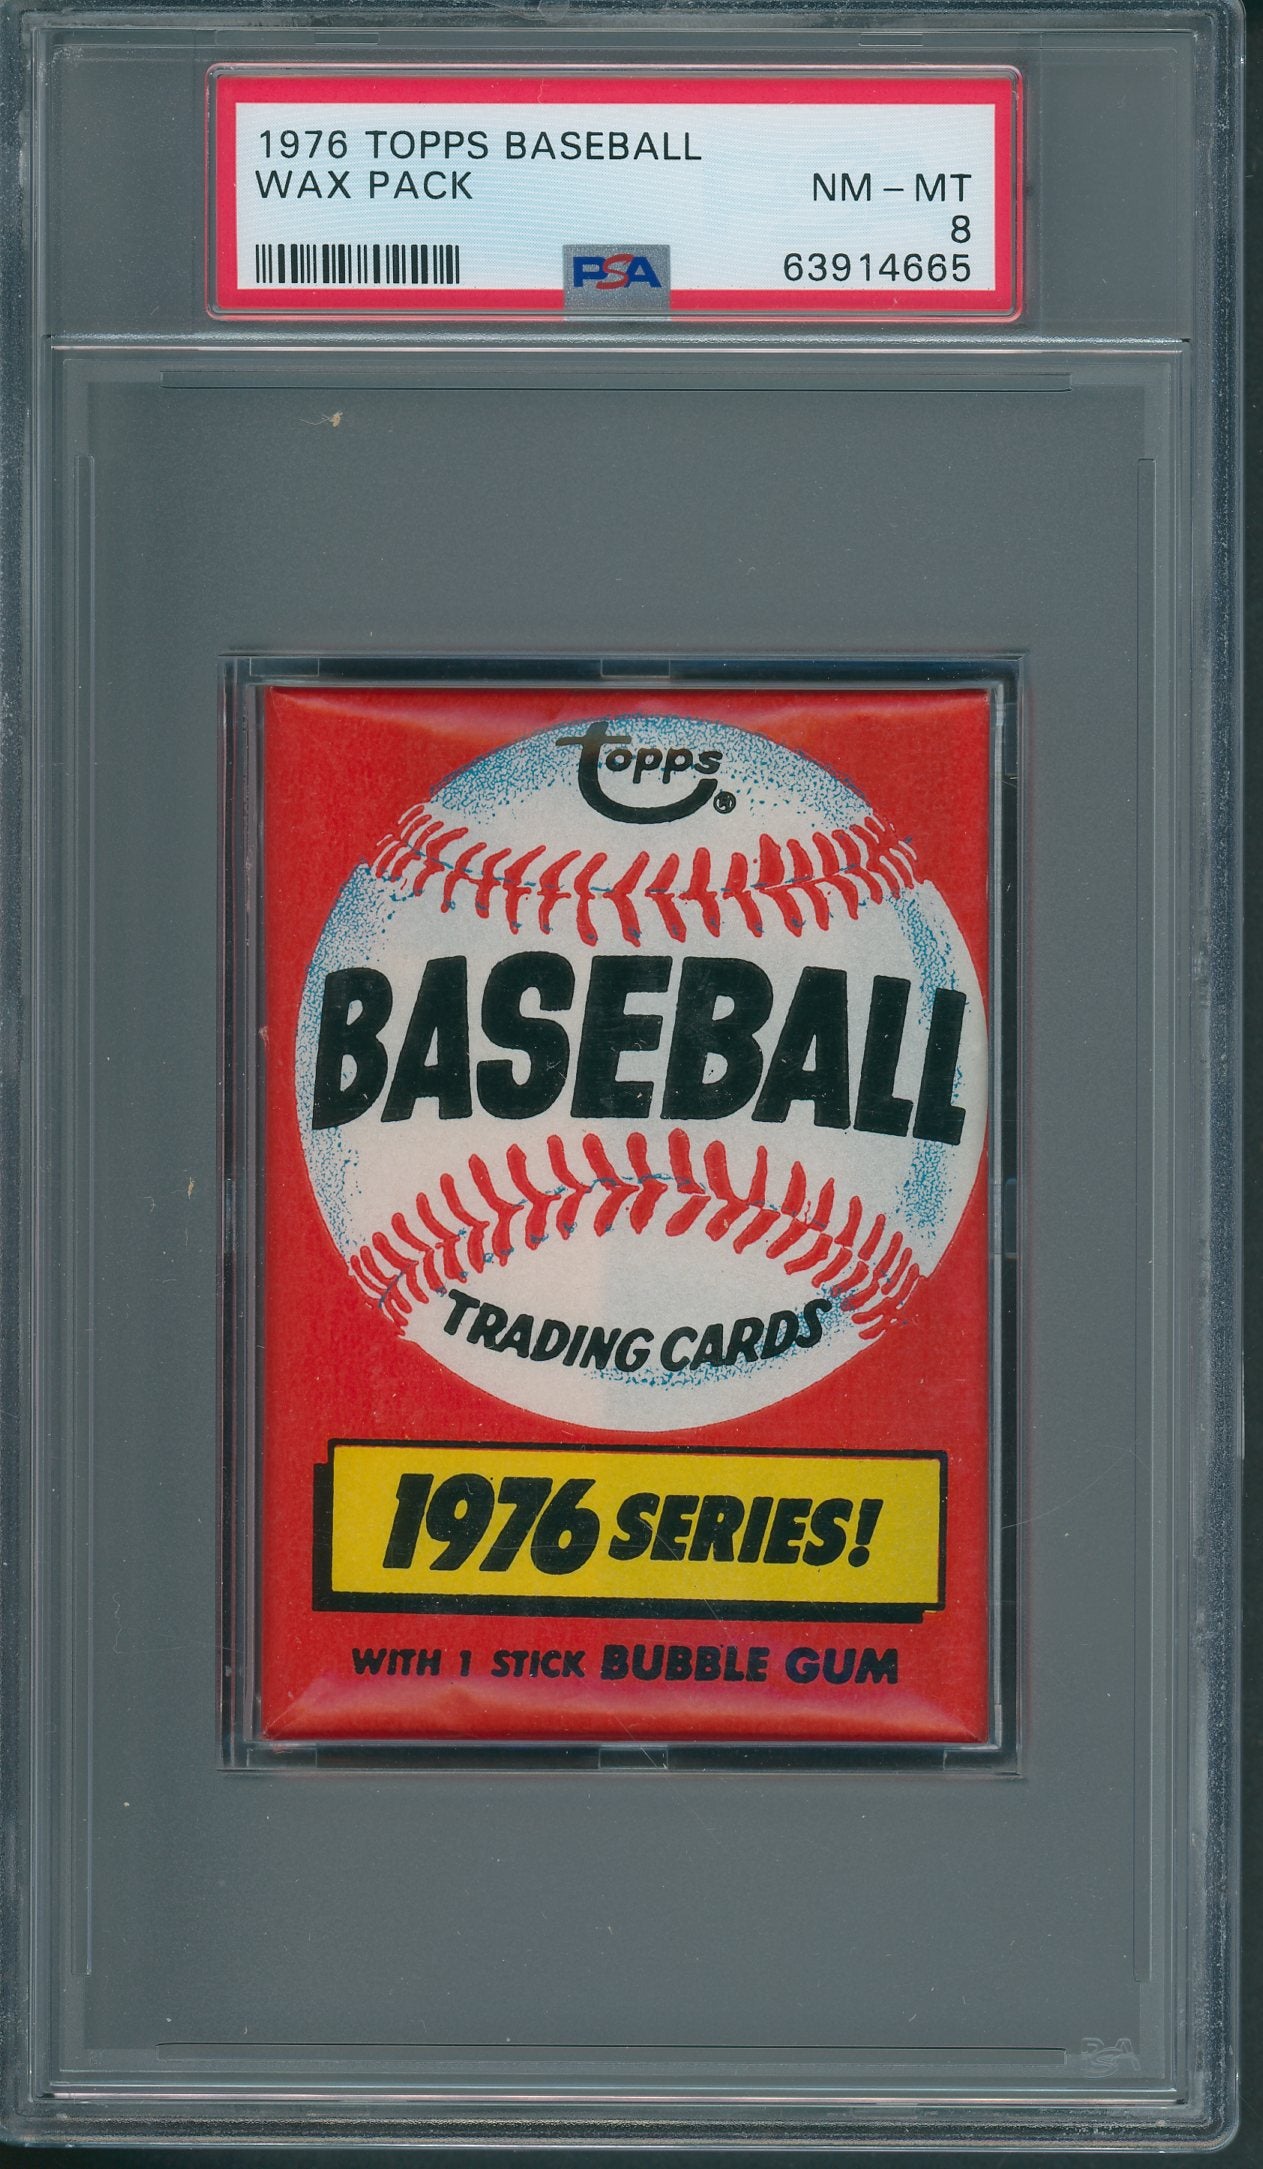 1976 TOPPS BASEBALL
WAX PACK
NM - MT
8
63914665
PSA
Topps®
BASEBALL
TRADING CARDS
1976 SERIES!
WITH 1 STICK BUBBLE GUM
PSA